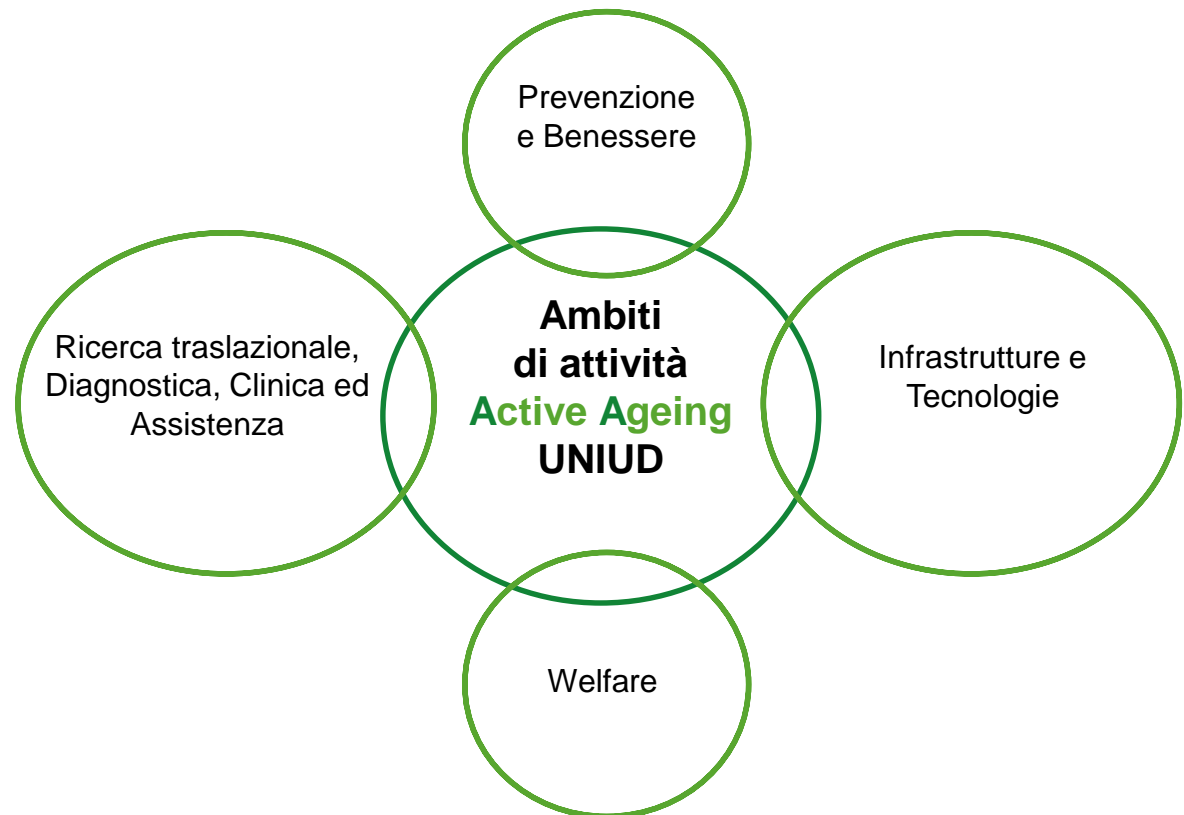 Prevenzione
e Benessere
Ricerca traslazionale,
Diagnostica, Clinica ed
Assistenza
Ambiti
di attività
Active Ageing
UNIUD
Infrastrutture e
Tecnologie
Welfare